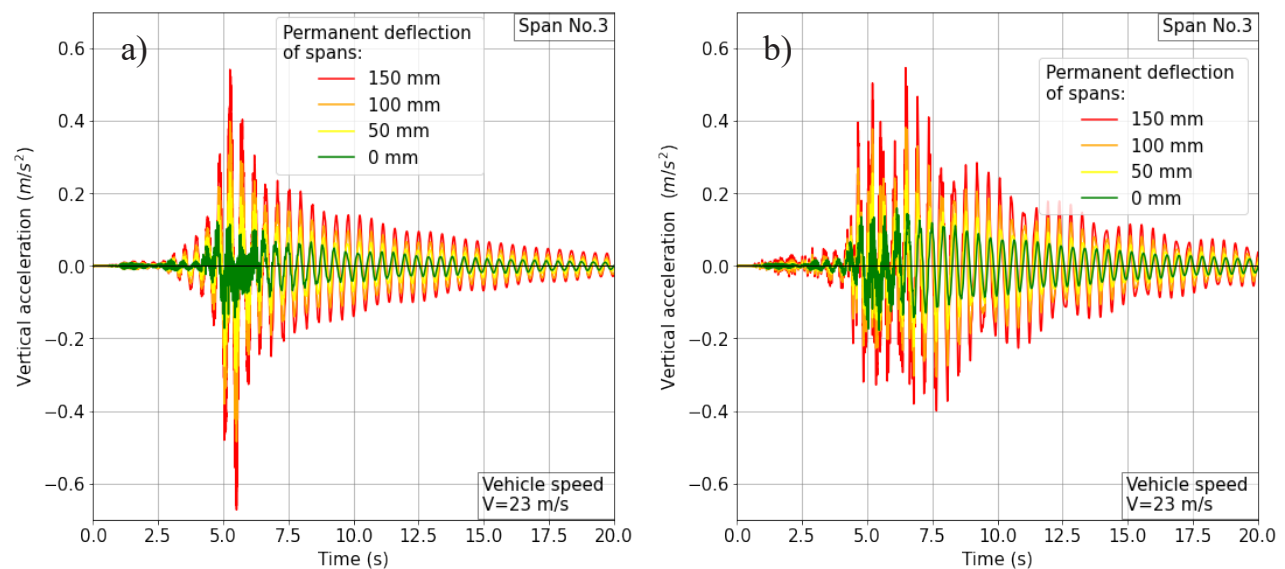 a)
Span No.3
Permanent deflection
of spans:
150 mm
100 mm
50 mm
0 mm
Vertical acceleration (m/s²)
0.6
0.4
0.2
0.0
−0.2
−0.4
−0.6
Vehicle speed
V=23 m/s
0.0 2.5 5.0 7.5 10.0 12.5 15.0 17.5 20.0
Time (s)
b)
Span No.3
Permanent deflection
of spans:
150 mm
100 mm
50 mm
0 mm
Vertical acceleration (m/s²)
0.6
0.4
0.2
0.0
−0.2
−0.4
−0.6
Vehicle speed
V=23 m/s
0.0 2.5 5.0 7.5 10.0 12.5 15.0 17.5 20.0
Time (s)